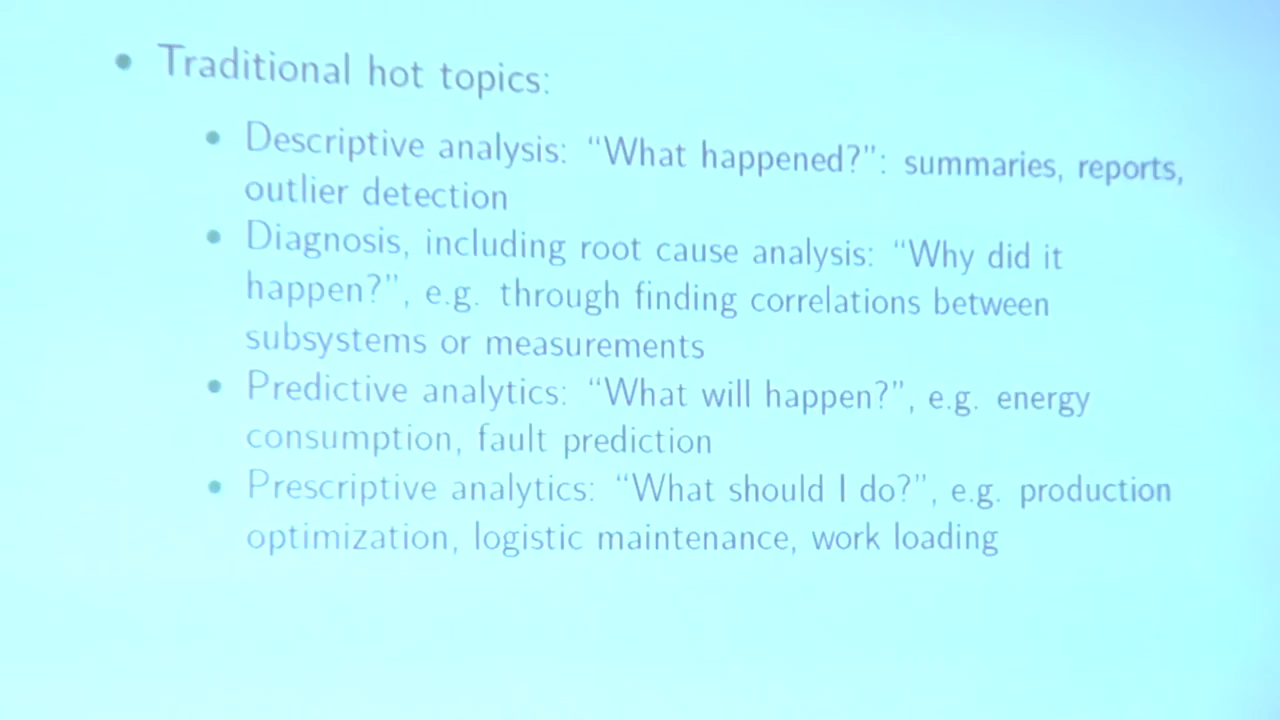 • Traditional hot topics:
• Descriptive analysis: “What happened?”: summaries, reports,
outlier detection
• Diagnosis, including root cause analysis: “Why did it
happen?”, e.g. through finding correlations between
subsystems or measurements
• Predictive analytics: “What will happen?”, e.g. energy
consumption, fault prediction
• Prescriptive analytics: “What should I do?”, e.g. production
optimization, logistic maintenance, work loading